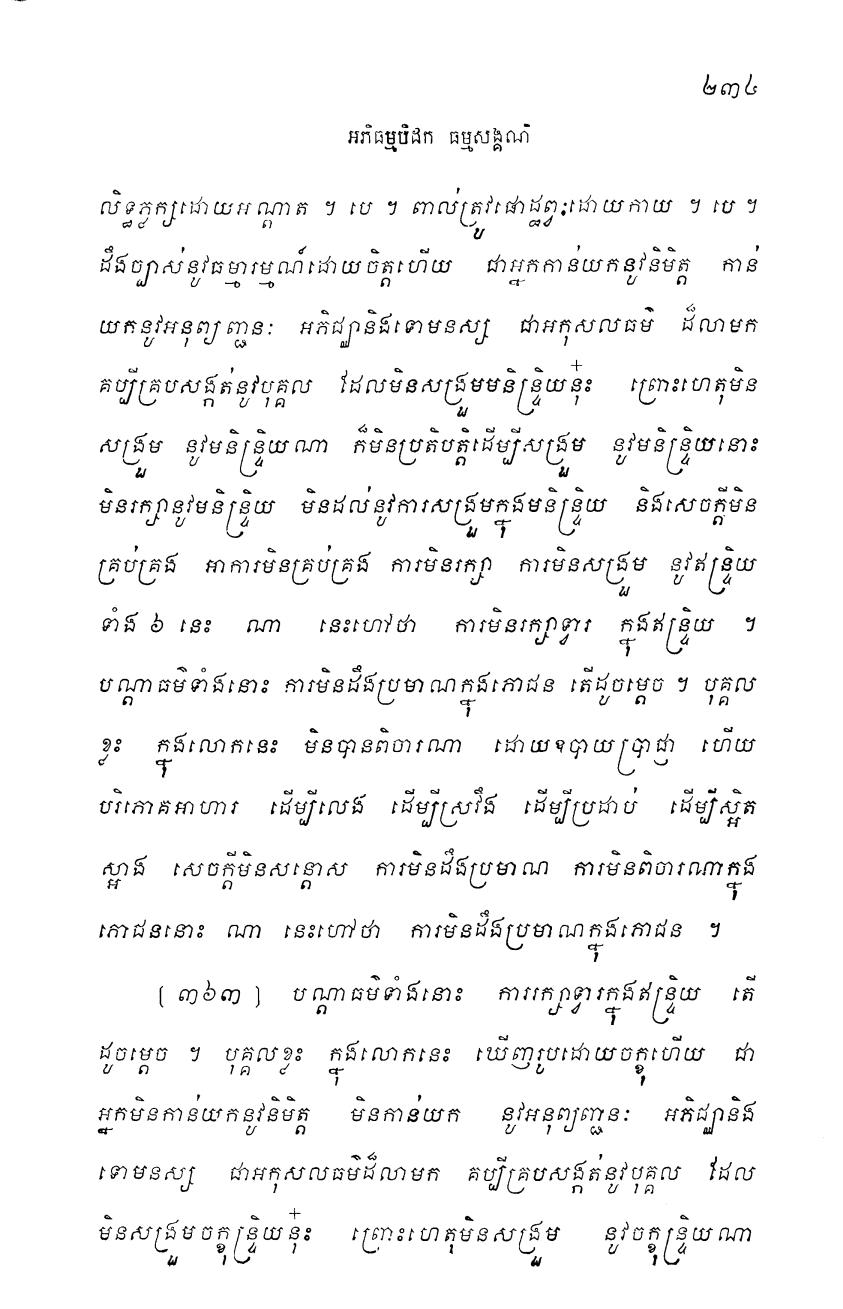 ២៣៤
អភិធម្មបិដក ធម្មសង្គណី
លិទ្ធភ្លក្សដោយអណ្តាត ។ បេ ។ ពាល់ត្រូវផោដ្ឋព្វៈដោយកាយ ។ បេ ។
ដឹងច្បាស់នូវធម្មារម្មណ៍ដោយចិត្តហើយ ជាអ្នកកាន់យកនូវនិមិត្ត កាន់
យកនូវអនុព្យញ្ជនៈ អភិជ្ឈានិងទោមនស្ស ជាអកុសលធម៌ ដ៏លាមក
គប្បីគ្របសង្កត់នូវបុគ្គល ដែលមិនសង្រួមមនិន្ទ្រិយនុ៎ះ ព្រោះហេតុមិន
សង្រួម នូវមនិន្ទ្រិយណា ក៏មិនប្រតិបត្តិដើម្បីសង្រួម នូវមនិន្ទ្រិយនោះ
មិនរក្សានូវមនិន្ទ្រិយ មិនដល់នូវការសង្រួមក្នុងមនិន្ទ្រិយ និងសេចក្តីមិន
គ្រប់គ្រង អាការមិនគ្រប់គ្រង ការមិនរក្សា ការមិនសង្រួម នូវឥន្ទ្រិយ
ទាំង ៦ នេះ ណា នេះហៅថា ការមិនរក្សាទ្វារ ក្នុងឥន្ទ្រិយ ។
បណ្តាធម៌ទាំងនោះ ការមិនដឹងប្រមាណក្នុងភោជន តើដូចម្តេច ។ បុគ្គល
ខ្លះ ក្នុងលោកនេះ មិនបានពិចារណា ដោយឧបាយប្រាជ្ញា ហើយ
បរិភោគអាហារ ដើម្បីលេង ដើម្បីស្រវឹង ដើម្បីប្រដាប់ ដើម្បីស្អិត
ស្អាង សេចក្តីមិនសន្តោស ការមិនដឹងប្រមាណ ការមិនពិចារណាក្នុង
ភោជននោះ ណា នេះហៅថា ការមិនដឹងប្រមាណក្នុងភោជន ។
[ ៣៦៣ ] បណ្តាធម៌ទាំងនោះ ការរក្សាទ្វារក្នុងឥន្ទ្រិយ តើ
ដូចម្តេច ។ បុគ្គលខ្លះ ក្នុងលោកនេះ ឃើញរូបដោយចក្ខុហើយ ជា
អ្នកមិនកាន់យកនូវនិមិត្ត មិនកាន់យក នូវអនុព្យញ្ជនៈ អភិជ្ឈានិង
ទោមនស្ស ជាអកុសលធម៌ដ៏លាមក គប្បីគ្របសង្កត់នូវបុគ្គល ដែល
មិនសង្រួមចក្ខុន្ទ្រិយនុ៎ះ ព្រោះហេតុមិនសង្រួម នូវចក្ខុន្ទ្រិយណា